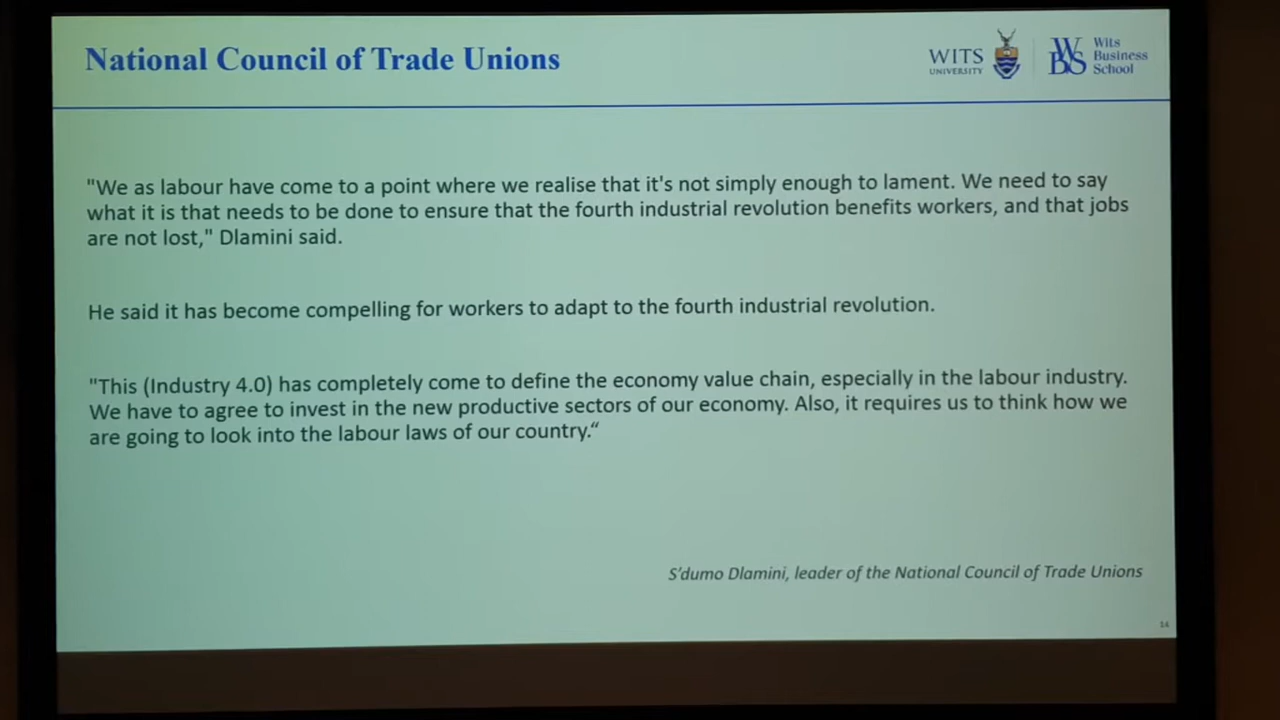 National Council of Trade Unions
WITS
UNIVERSITY
WBS
Wits
Business
School
"We as labour have come to a point where we realise that it's not simply enough to lament. We need to say
what it is that needs to be done to ensure that the fourth industrial revolution benefits workers, and that jobs
are not lost," Dlamini said.
He said it has become compelling for workers to adapt to the fourth industrial revolution.
"This (Industry 4.0) has completely come to define the economy value chain, especially in the labour industry.
We have to agree to invest in the new productive sectors of our economy. Also, it requires us to think how we
are going to look into the labour laws of our country.“
S'dumo Dlamini, leader of the National Council of Trade Unions
14